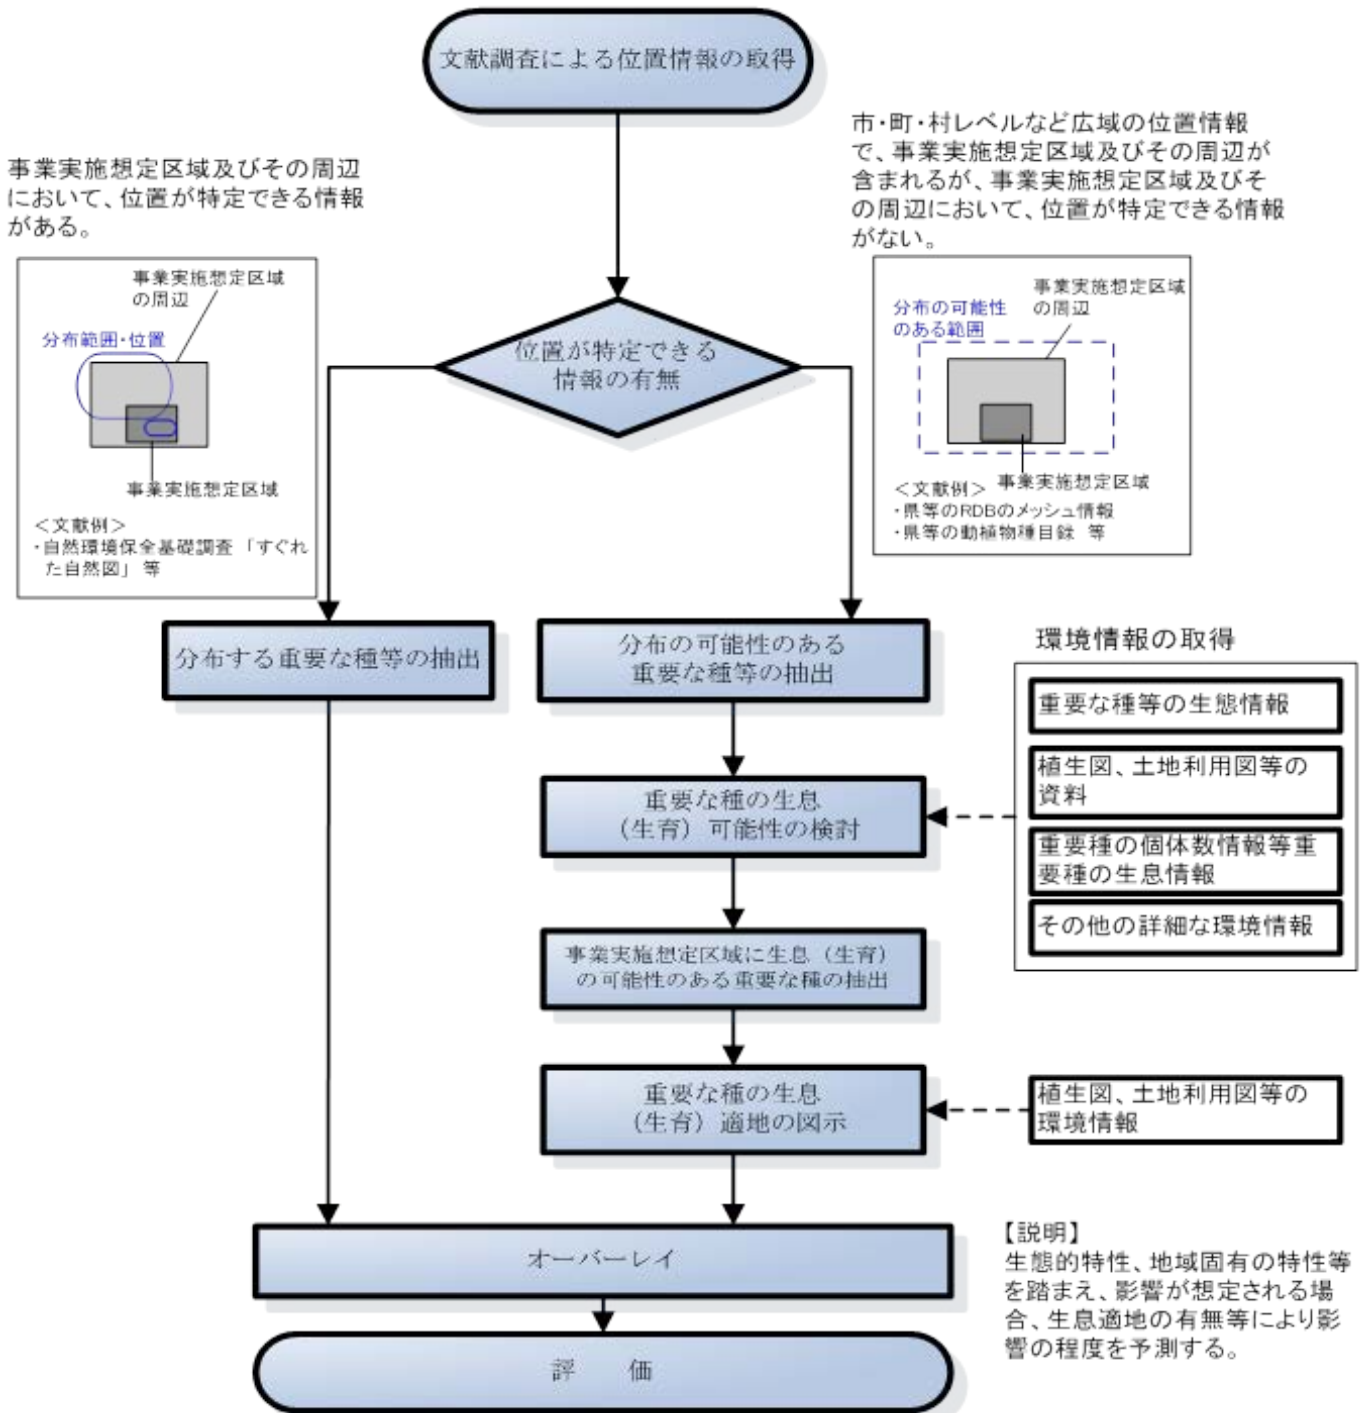 文献調査による位置情報の取得
事業実施想定区域及びその周辺
において、位置が特定できる情報
がある。
市・町・村レベルなど広域の位置情報
で、事業実施想定区域及びその周辺が
含まれるが、事業実施想定区域及びそ
の周辺において、位置が特定できる情報
がない。
事業実施想定区域
の周辺
分布範囲・位置
事業実施想定区域
＜文献例＞
・自然環境保全基礎調査 「すぐれ
た自然図」 等
位置が特定できる
情報の有無
事業実施想定区域
の周辺
分布の可能性
のある範囲
事業実施想定区域
＜文献例＞
・県等のRDBのメッシュ情報
・県等の動植物種目録 等
分布する重要な種等の抽出
分布の可能性のある
重要な種等の抽出
環境情報の取得
重要な種等の生態情報
植生図、土地利用図等の
資料
重要種の個体数情報等重
要種の生息情報
その他の詳細な環境情報
重要な種の生息
（生育）可能性の検討
事業実施想定区域に生息（生育）
の可能性のある重要な種の抽出
重要な種の生息
（生育）適地の図示
植生図、土地利用図等の
環境情報
オーバーレイ
【説明】
生態的特性、地域固有の特性等
を踏まえ、影響が想定される場
合、生息適地の有無等により影
響の程度を予測する。
評　価